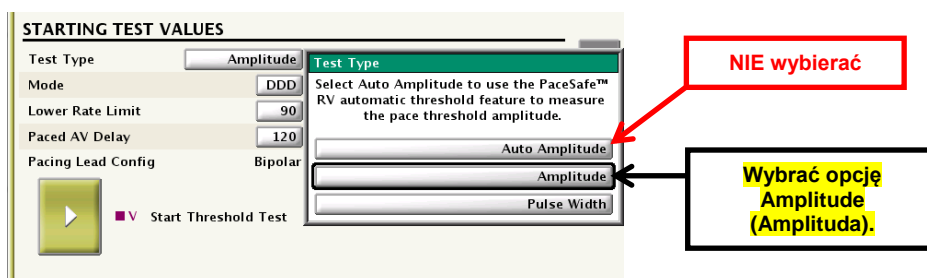 STARTING TEST VALUES
Test Type Amplitude
Mode DDD
Lower Rate Limit 90
Paced AV Delay 120
Pacing Lead Config Bipolar
V Start Threshold Test
Test Type
Select Auto Amplitude to use the PaceSafe™
RV automatic threshold feature to measure
the pace threshold amplitude.
Auto Amplitude
Amplitude
Pulse Width
NIE wybierać
Wybrać opcję
Amplitude
(Amplituda).